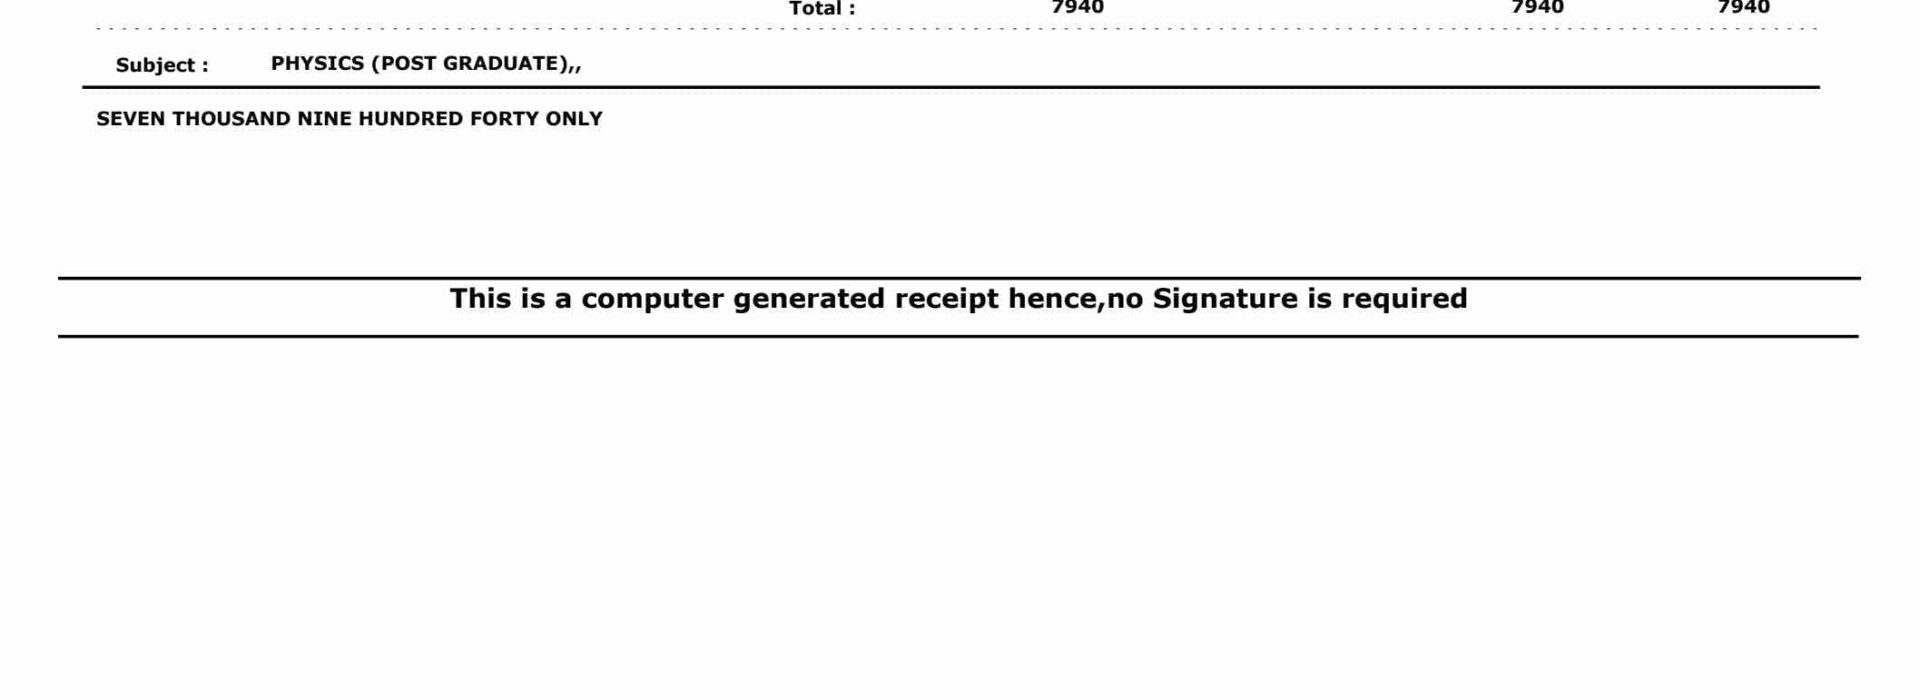 Total : 7940 7940 7940
Subject : PHYSICS (POST GRADUATE),,
SEVEN THOUSAND NINE HUNDRED FORTY ONLY
This is a computer generated receipt hence,no Signature is required